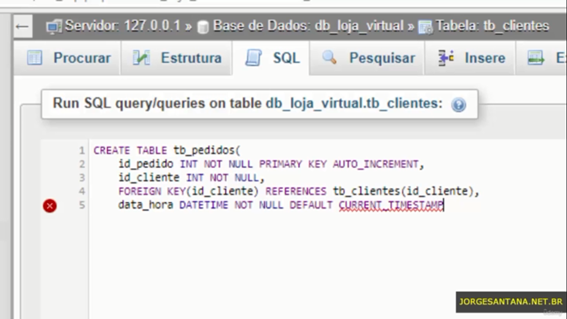 Servidor: 127.0.0.1 » Base de Dados: db_loja_virtual » Tabela: tb_clientes
Procurar Estrutura SQL Pesquisar Insere
Run SQL query/queries on table db_loja_virtual.tb_clientes:
1 CREATE TABLE tb_pedidos(
2 id_pedido INT NOT NULL PRIMARY KEY AUTO_INCREMENT,
3 id_cliente INT NOT NULL,
4 FOREIGN KEY(id_cliente) REFERENCES tb_clientes(id_cliente),
5 data_hora DATETIME NOT NULL DEFAULT CURRENT_TIMESTAMP
JORGESANTANA.NET.BR